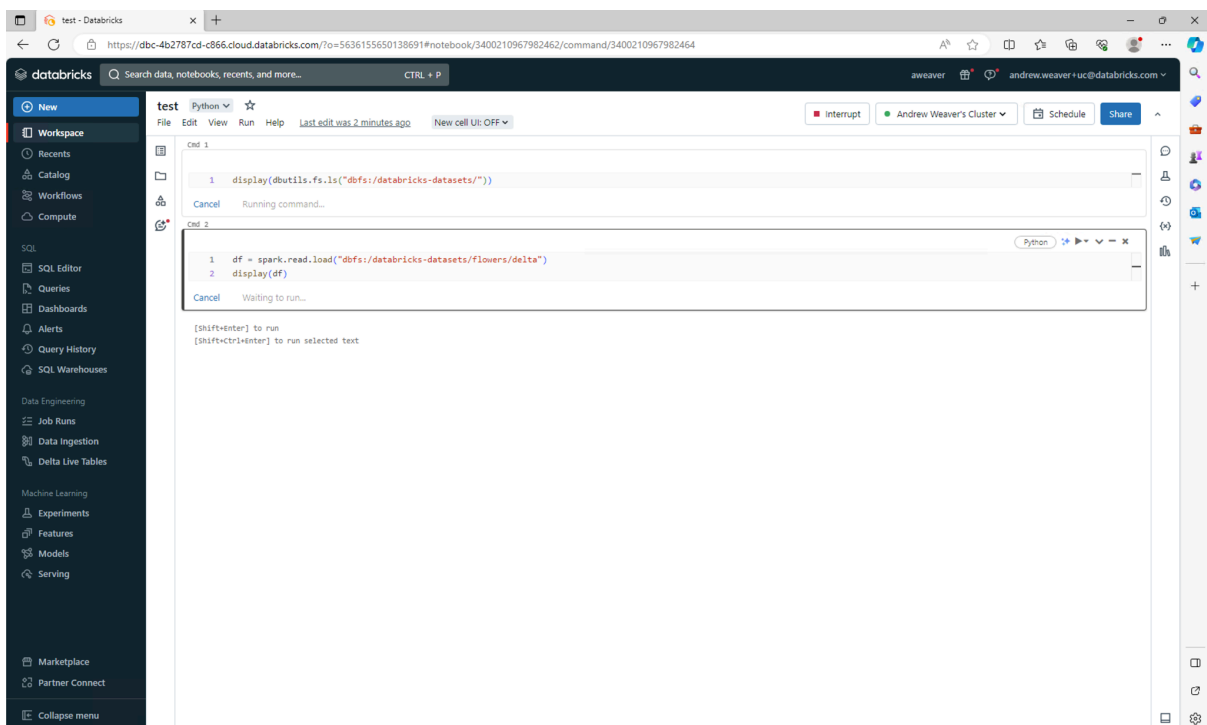 test - Databricks
https://dbc-4b2787cd-c866.cloud.databricks.com/?o=5636155650138691#notebook/3400210967982462/command/3400210967982464
databricks
Search data, notebooks, recents, and more...
CTRL + P
aweaver
andrew.weaver+uc@databricks.com
New
Workspace
Recents
Catalog
Workflows
Compute
SQL
SQL Editor
Queries
Dashboards
Alerts
Query History
SQL Warehouses
Data Engineering
Job Runs
Data Ingestion
Delta Live Tables
Machine Learning
Experiments
Features
Models
Serving
Marketplace
Partner Connect
Collapse menu
test Python
File Edit View Run Help Last edit was 2 minutes ago New cell UI: OFF
Interrupt
Andrew Weaver's Cluster
Schedule
Share
Cmd 1
1 display(dbutils.fs.ls("dbfs:/databricks-datasets/"))
Cancel Running command...
Cmd 2
Python
1 df = spark.read.load("dbfs:/databricks-datasets/flowers/delta")
2 display(df)
Cancel Waiting to run...
[Shift+Enter] to run
[Shift+Ctrl+Enter] to run selected text